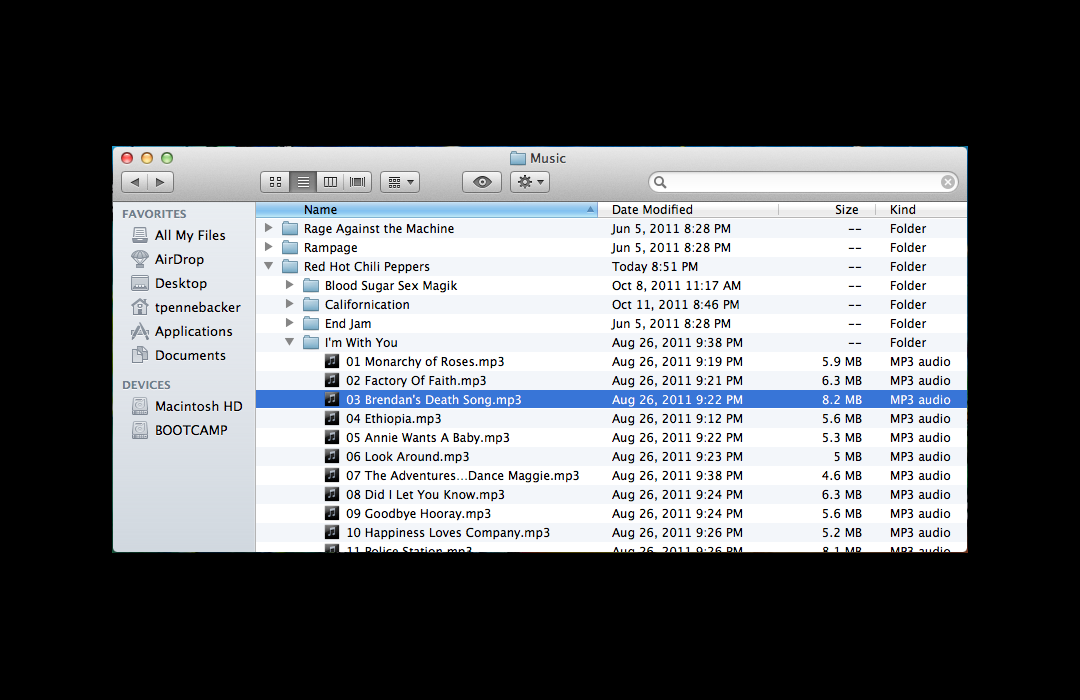 Music
FAVORITES
All My Files
AirDrop
Desktop
tpennebacker
Applications
Documents
DEVICES
Macintosh HD
BOOTCAMP
Name Date Modified Size Kind
Rage Against the Machine Jun 5, 2011 8:28 PM -- Folder
Rampage Jun 5, 2011 8:28 PM -- Folder
Red Hot Chili Peppers Today 8:51 PM -- Folder
Blood Sugar Sex Magik Oct 8, 2011 11:17 AM -- Folder
Californication Oct 11, 2011 8:46 PM -- Folder
End Jam Jun 5, 2011 8:28 PM -- Folder
I'm With You Aug 26, 2011 9:38 PM -- Folder
01 Monarchy of Roses.mp3 Aug 26, 2011 9:19 PM 5.9 MB MP3 audio
02 Factory Of Faith.mp3 Aug 26, 2011 9:21 PM 6.3 MB MP3 audio
03 Brendan's Death Song.mp3 Aug 26, 2011 9:22 PM 8.2 MB MP3 audio
04 Ethiopia.mp3 Aug 26, 2011 9:12 PM 5.6 MB MP3 audio
05 Annie Wants A Baby.mp3 Aug 26, 2011 9:22 PM 5.3 MB MP3 audio
06 Look Around.mp3 Aug 26, 2011 9:23 PM 5 MB MP3 audio
07 The Adventures...Dance Maggie.mp3 Aug 26, 2011 9:38 PM 4.6 MB MP3 audio
08 Did I Let You Know.mp3 Aug 26, 2011 9:24 PM 6.3 MB MP3 audio
09 Goodbye Hooray.mp3 Aug 26, 2011 9:24 PM 5.6 MB MP3 audio
10 Happiness Loves Company.mp3 Aug 26, 2011 9:26 PM 5.2 MB MP3 audio
11 Police Station.mp3 Aug 26, 2011 9:26 PM 8.1 MB MP3 audio